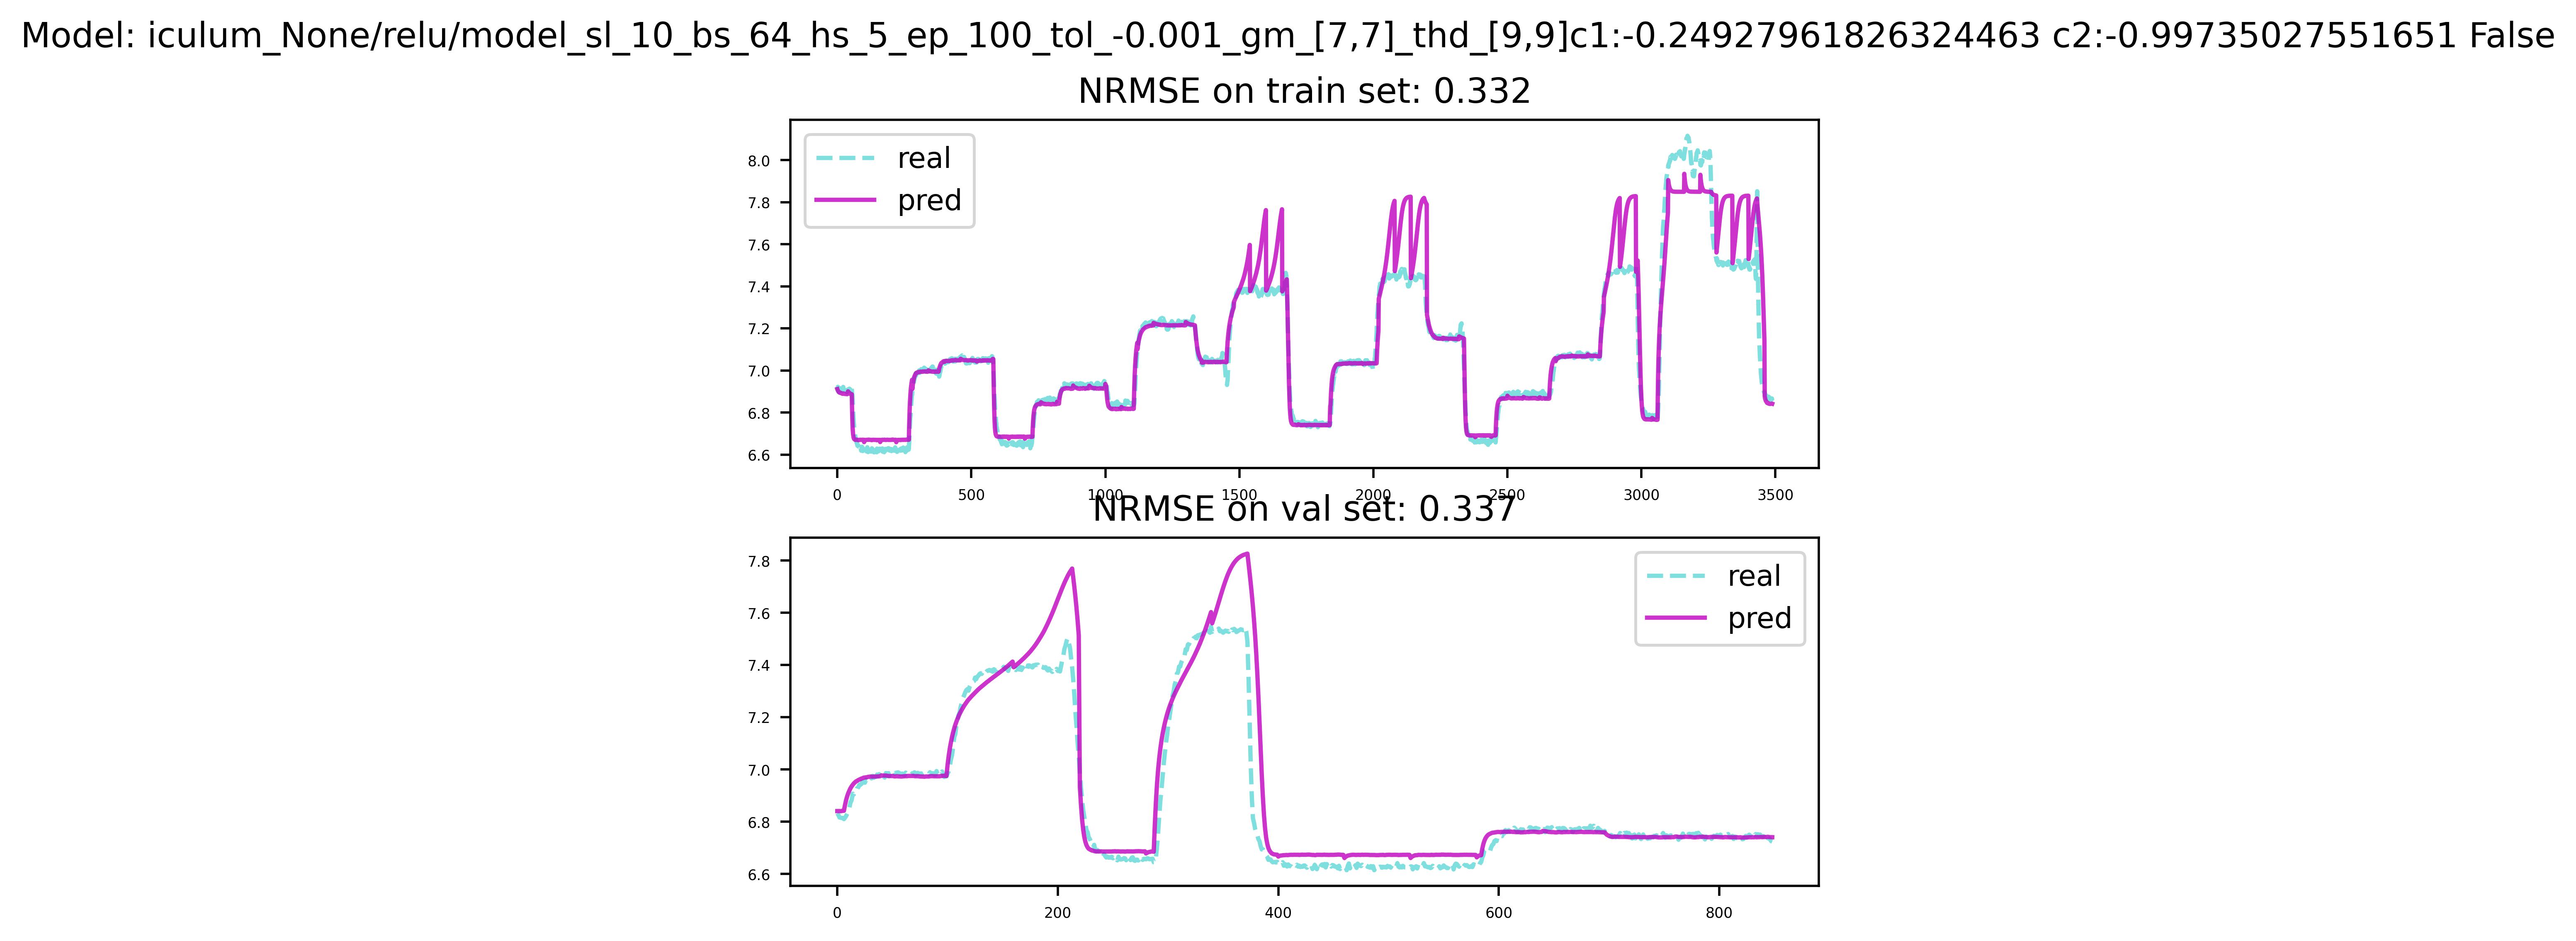 Model: iculum_None/relu/model_sl_10_bs_64_hs_5_ep_100_tol_-0.001_gm_[7,7]_thd_[9,9]c1:-0.24927961826324463 c2:-0.99735027551651 False
NRMSE on train set: 0.332
real
pred
8.0
7.8
7.6
7.4
7.2
7.0
6.8
6.6
0 500 1000 1500 2000 2500 3000 3500
NRMSE on val set: 0.337
real
pred
7.8
7.6
7.4
7.2
7.0
6.8
6.6
0 200 400 600 800